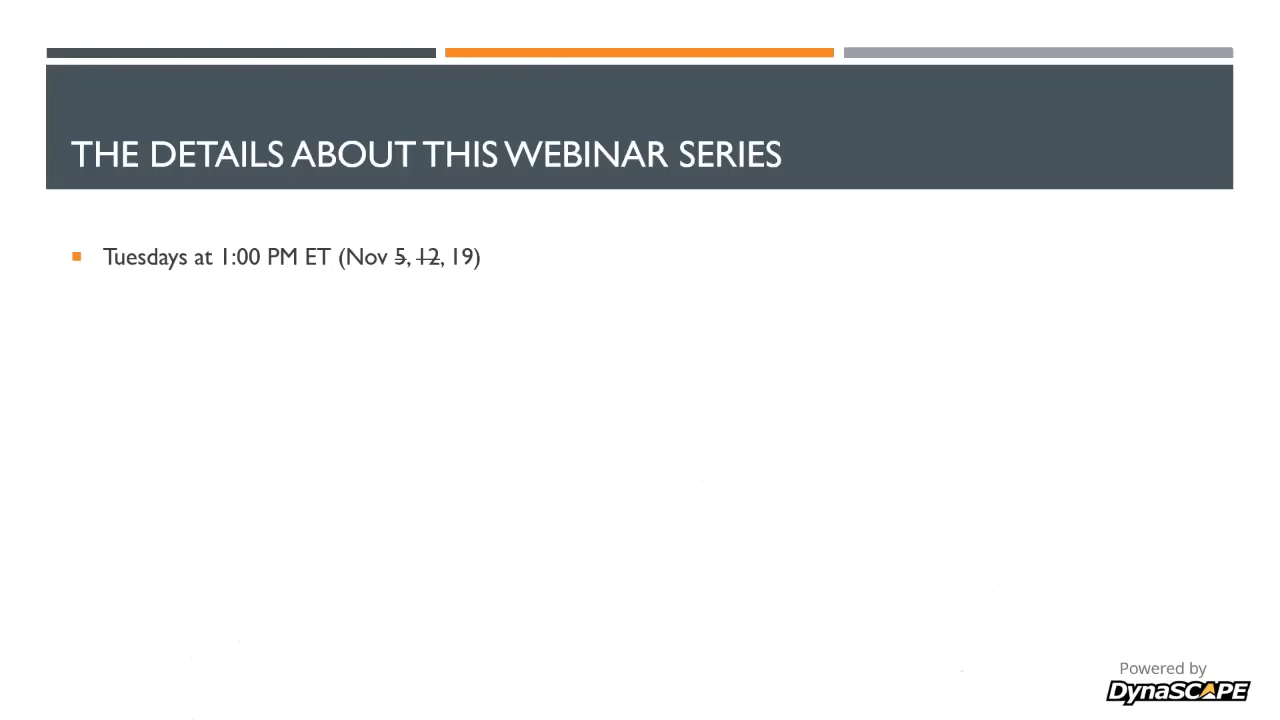 THE DETAILS ABOUT THIS WEBINAR SERIES
Tuesdays at 1:00 PM ET (Nov 5, 12, 19)
Powered by
DynaSCAPE